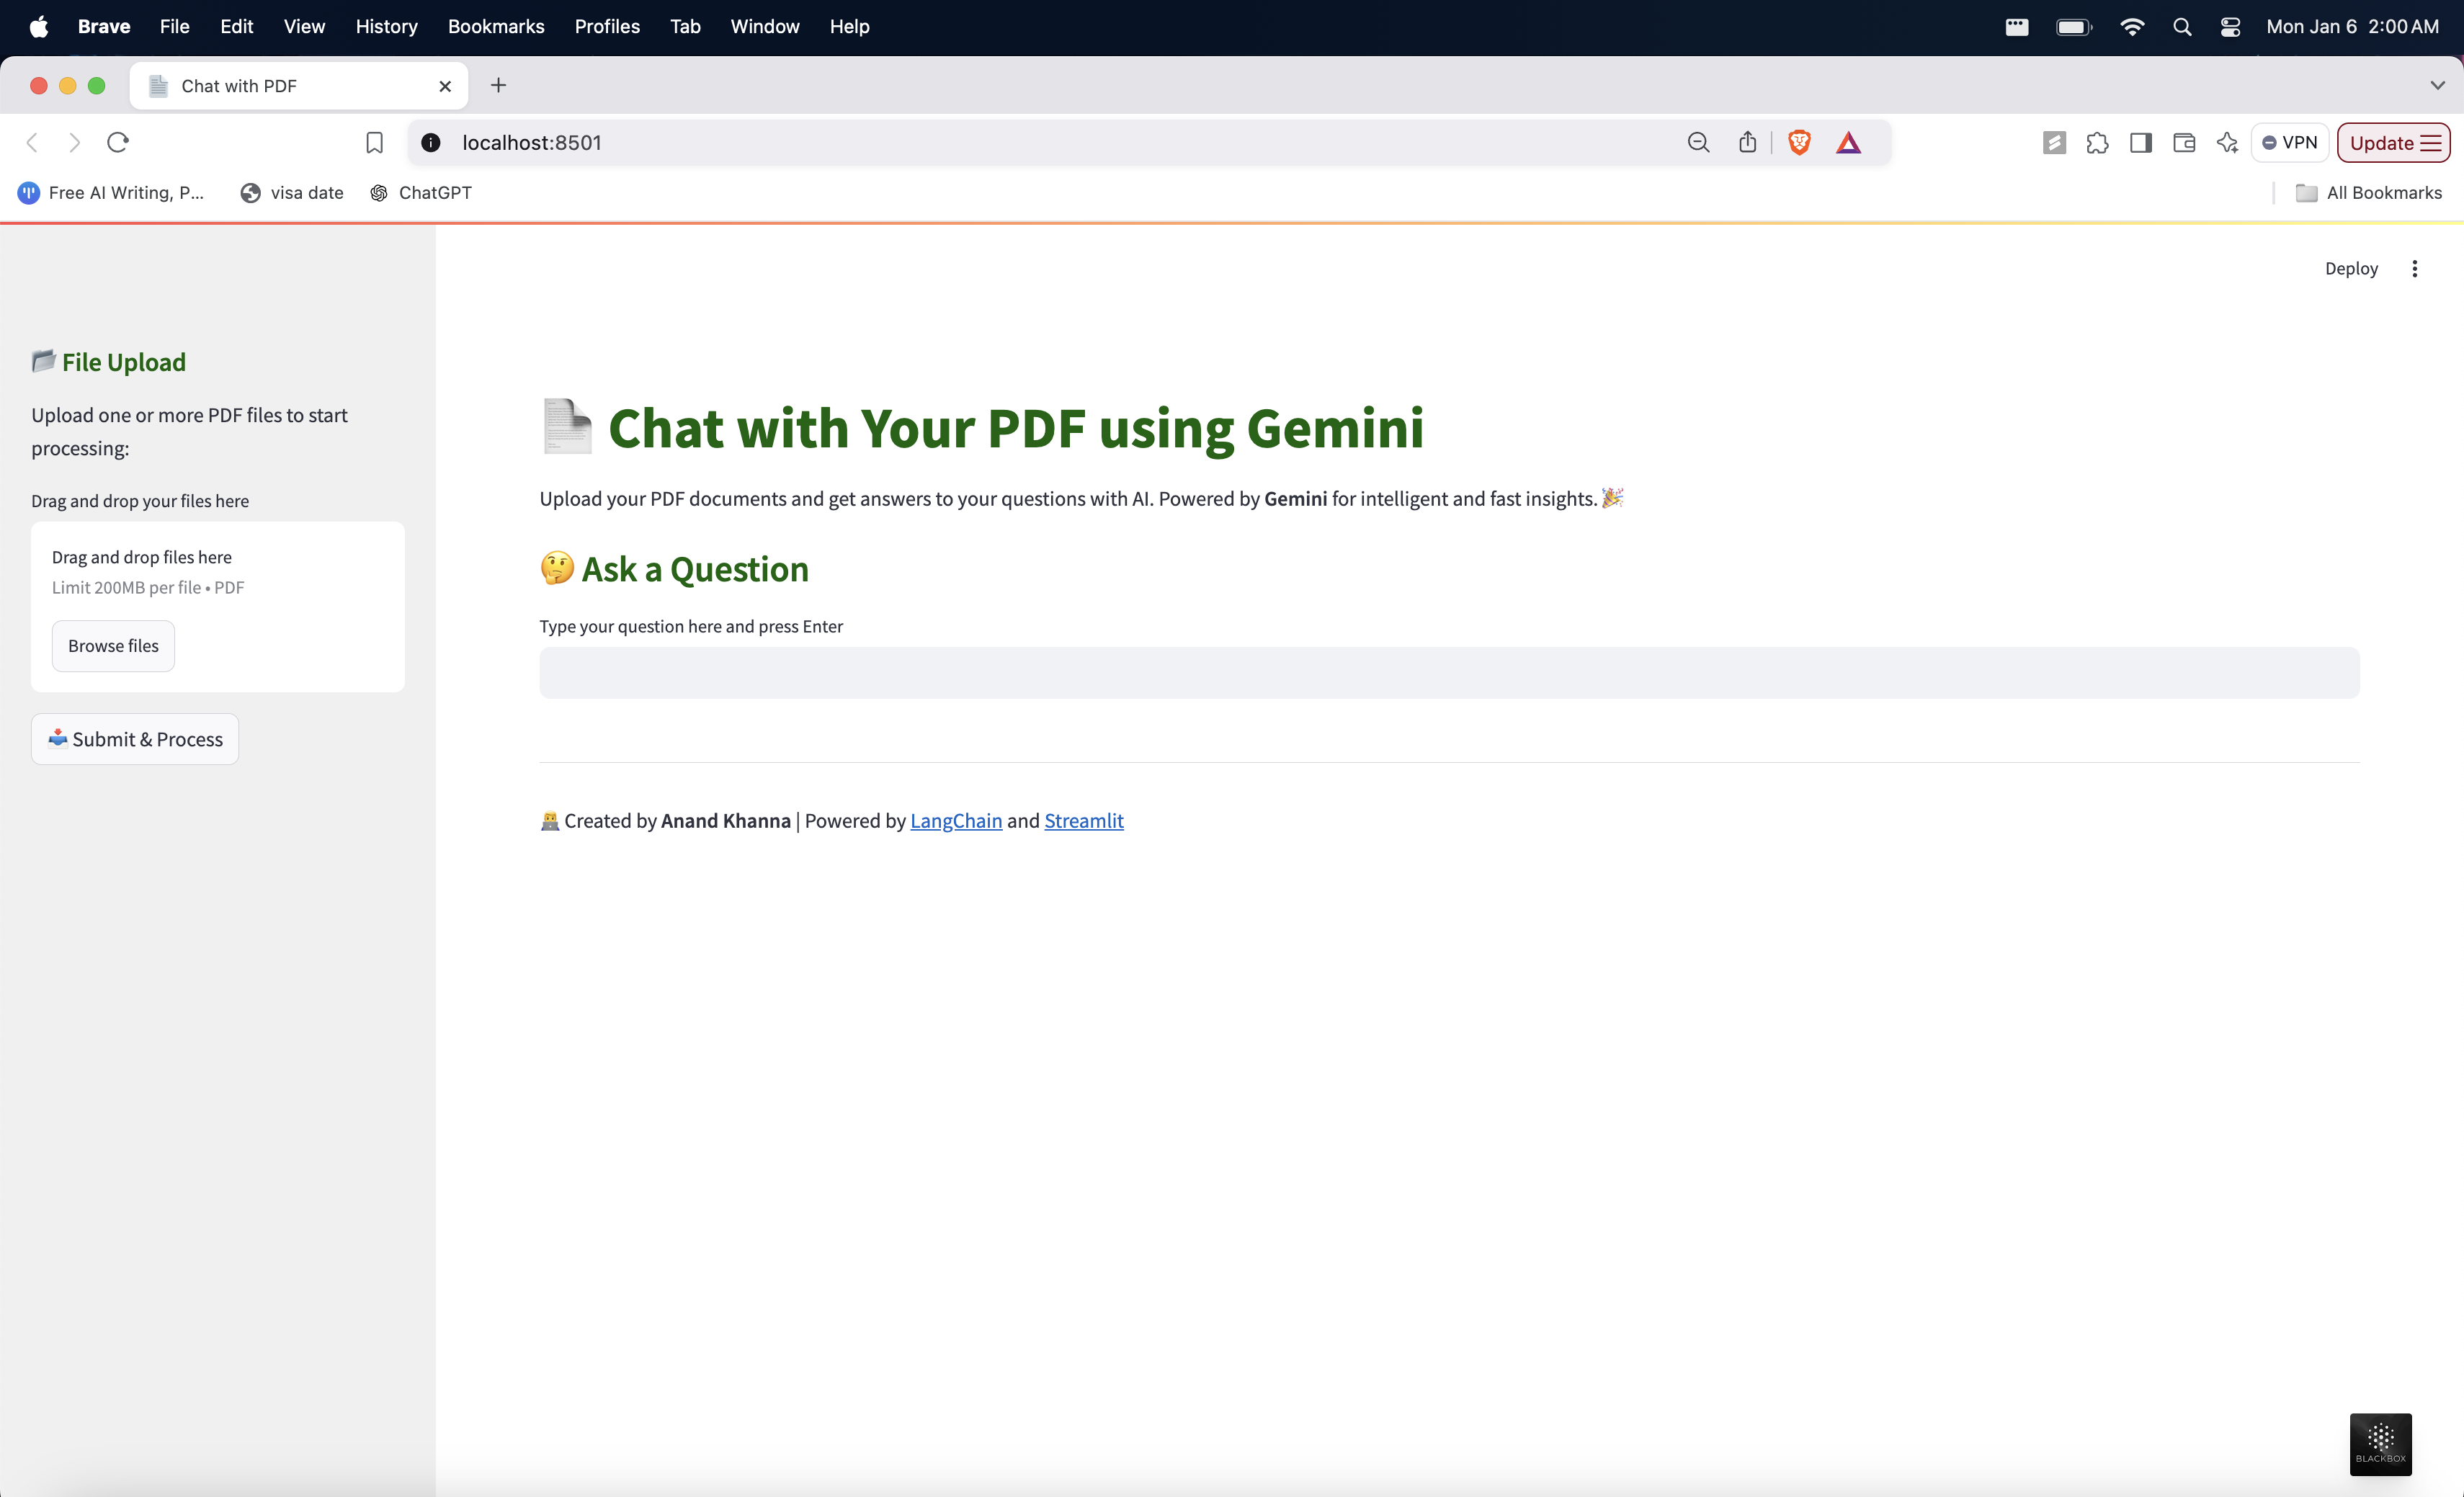 Brave File Edit View History Bookmarks Profiles Tab Window Help Mon Jan 6 2:00 AM
Chat with PDF
localhost:8501 VPN Update
Free AI Writing, P... visa date ChatGPT All Bookmarks
Deploy
File Upload
Upload one or more PDF files to start
processing:
Drag and drop your files here
Drag and drop files here
Limit 200MB per file • PDF
Browse files
Submit & Process
Chat with Your PDF using Gemini
Upload your PDF documents and get answers to your questions with AI. Powered by Gemini for intelligent and fast insights. 🎉
🤔 Ask a Question
Type your question here and press Enter
Created by Anand Khanna | Powered by LangChain and Streamlit
BLACKBOX